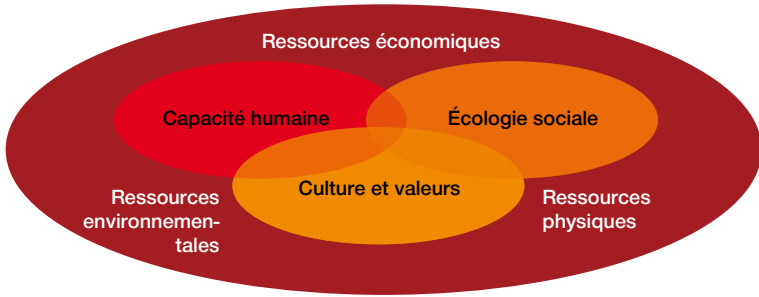 Ressources économiques
Capacité humaine
Écologie sociale
Culture et valeurs
Ressources
environnemen-
tales
Ressources
physiques